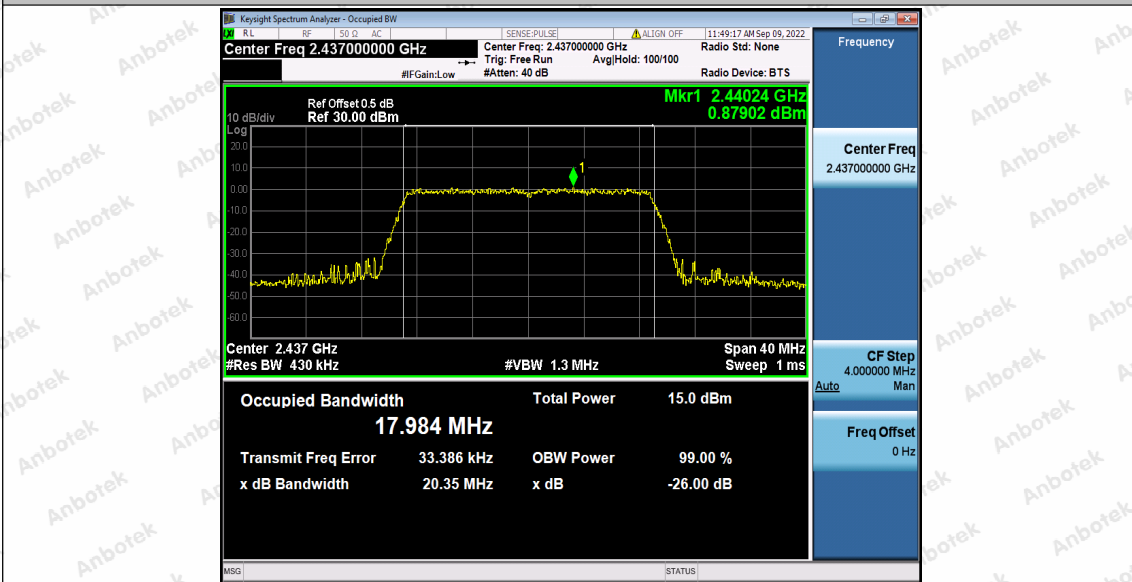 Keysight Spectrum Analyzer - Occupied BW
RL RF 50 Ω AC SENSE:PULSE ALIGN OFF 11:49:17 AM Sep 09, 2022
Center Freq 2.437000000 GHz
Center Freq: 2.437000000 GHz Radio Std: None
Trig: Free Run Avg|Hold: 100/100
#IFGain:Low #Atten: 40 dB Radio Device: BTS
Mkr1 2.44024 GHz
0.87902 dBm
Ref Offset 0.5 dB
10 dB/div Ref 30.00 dBm
Log
20.0
10.0
0.00
-10.0
-20.0
-30.0
-40.0
-50.0
-60.0
1
Center 2.437 GHz Span 40 MHz
#Res BW 430 kHz #VBW 1.3 MHz Sweep 1 ms
Occupied Bandwidth Total Power 15.0 dBm
17.984 MHz
Transmit Freq Error 33.386 kHz OBW Power 99.00 %
x dB Bandwidth 20.35 MHz x dB -26.00 dB
MSG STATUS
Frequency
Center Freq
2.437000000 GHz
CF Step
4.000000 MHz
Auto Man
Freq Offset
0 Hz
Anbotek